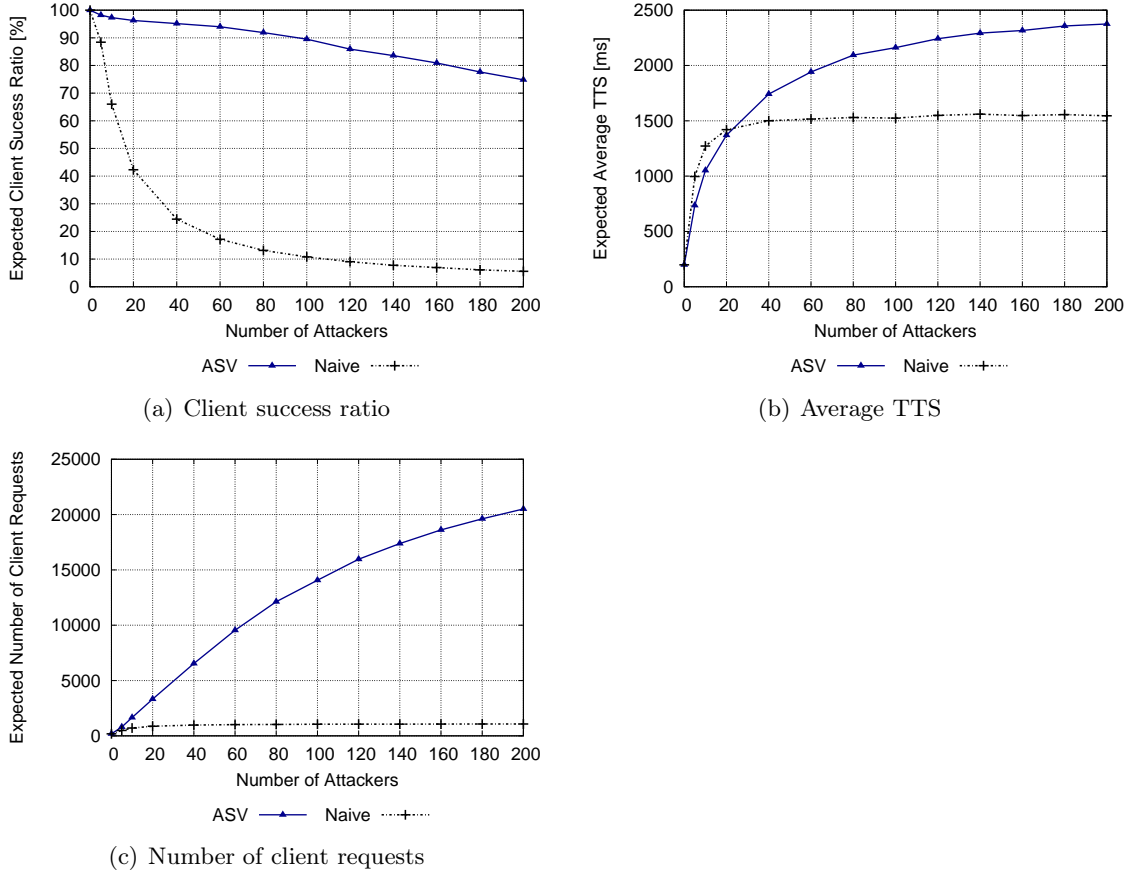 Expected Client Sucess Ratio [%]
100
90
80
70
60
50
40
30
20
10
0
0 20 40 60 80 100 120 140 160 180 200
Number of Attackers
ASV Naive
(a) Client success ratio
Expected Average TTS [ms]
2500
2000
1500
1000
500
0
0 20 40 60 80 100 120 140 160 180 200
Number of Attackers
ASV Naive
(b) Average TTS
Expected Number of Client Requests
25000
20000
15000
10000
5000
0
0 20 40 60 80 100 120 140 160 180 200
Number of Attackers
ASV Naive
(c) Number of client requests